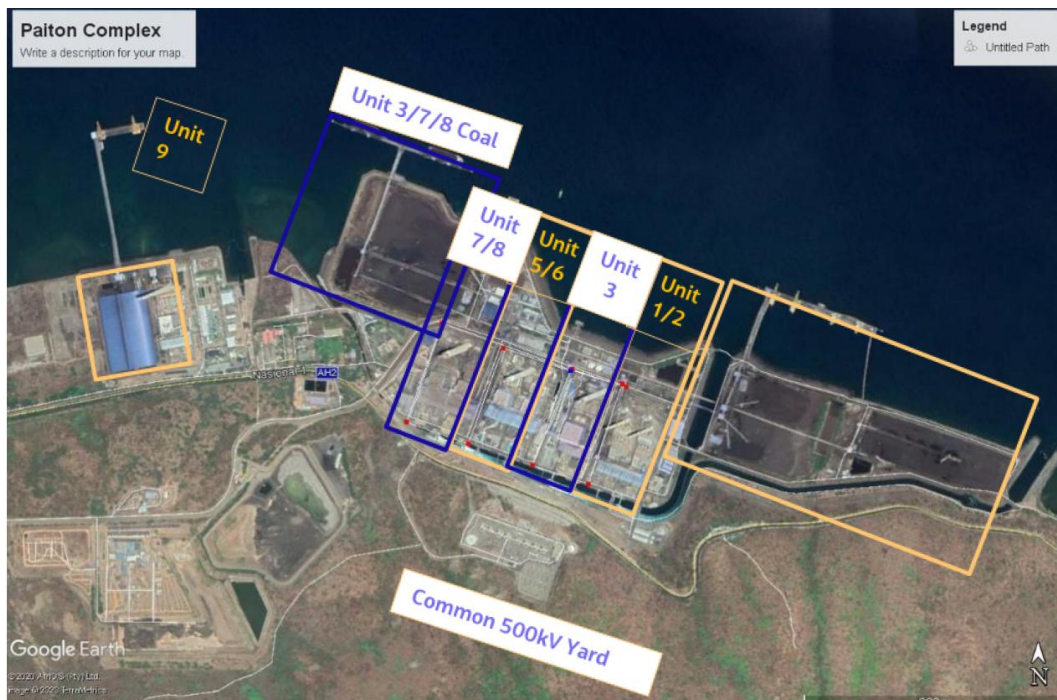 Paiton Complex
Write a description for your map.
Legend
Untitled Path
Unit
9
Unit 3/7/8 Coal
Unit
7/8
Unit
5/6
Unit
3
Unit
1/2
Nasional 1
AH2
Common 500kV Yard
Google Earth
N